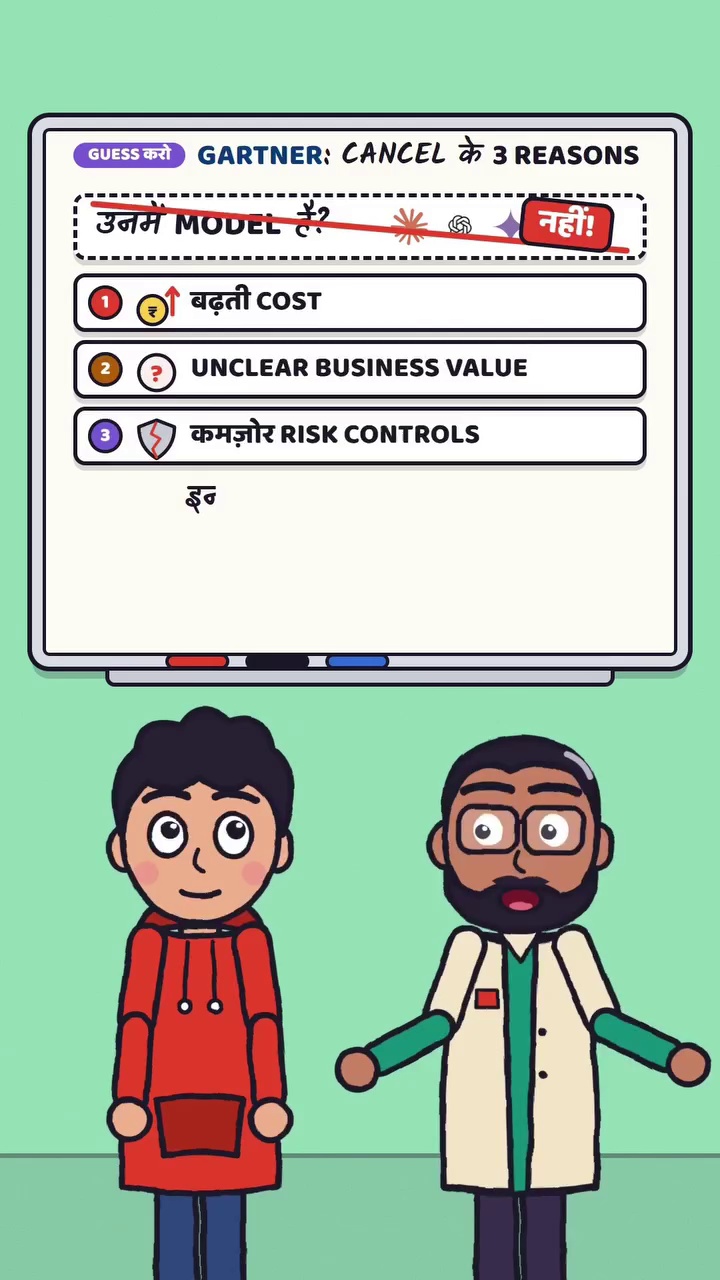 GUESS करो GARTNER: CANCEL के 3 REASONS
उनमें MODEL है? नहीं!
1 ₹ बढ़ती COST
2 ? UNCLEAR BUSINESS VALUE
3 कमज़ोर RISK CONTROLS